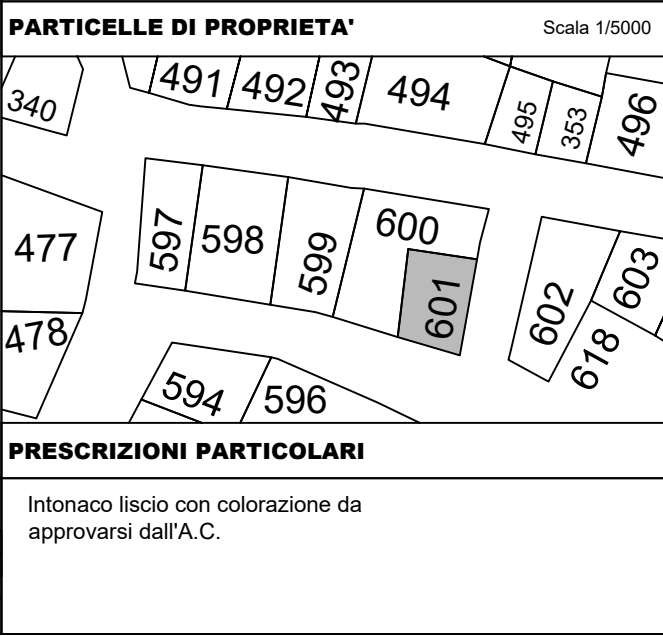 PARTICELLE DI PROPRIETA' Scala 1/5000
340 491 492 493 494 495 353 496
477 597 598 599 600 601 602 603
478 594 596 618
PRESCRIZIONI PARTICOLARI
Intonaco liscio con colorazione da
approvarsi dall'A.C.